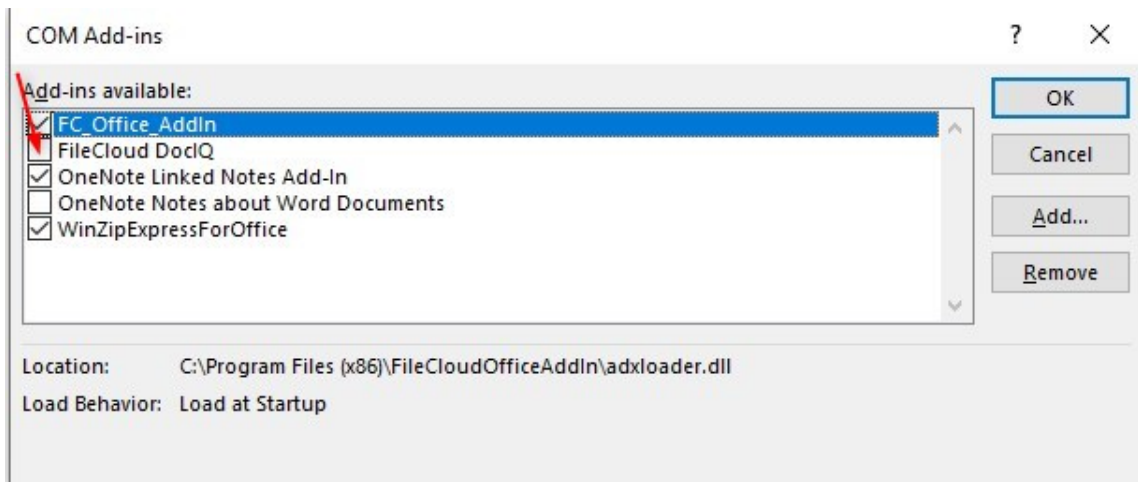 COM Add-ins
?
Add-ins available:
FC_Office_AddIn
FileCloud DocIQ
OneNote Linked Notes Add-In
OneNote Notes about Word Documents
WinZipExpressForOffice
OK
Cancel
Add...
Remove
Location: C:\Program Files (x86)\FileCloudOfficeAddIn\adxloader.dll
Load Behavior: Load at Startup